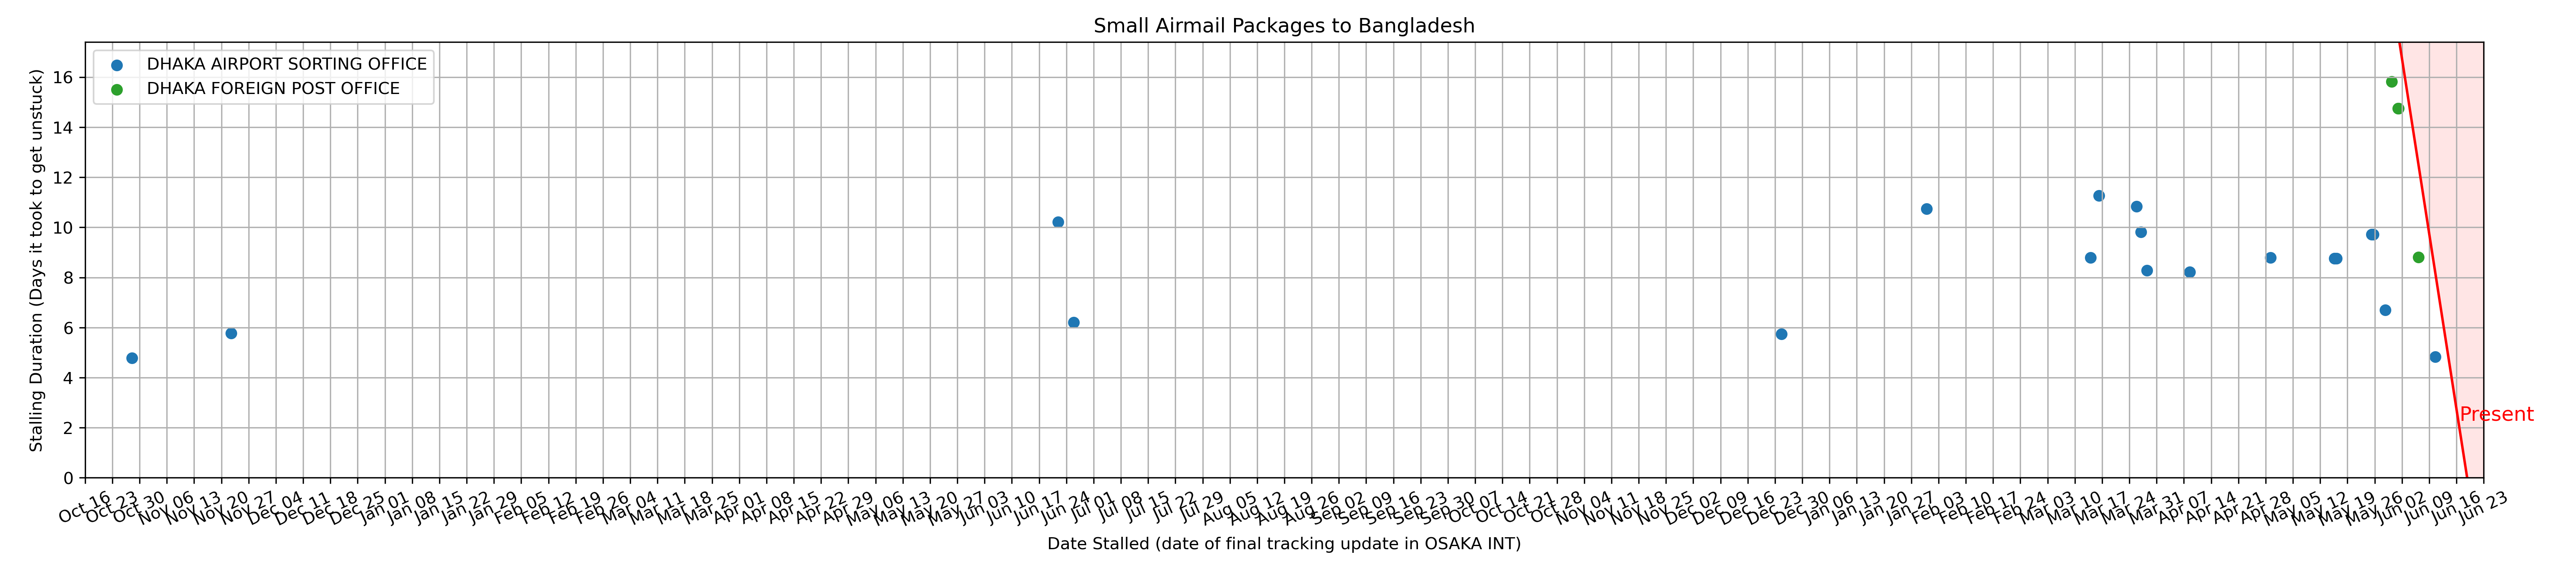 Small Airmail Packages to Bangladesh
DHAKA AIRPORT SORTING OFFICE
DHAKA FOREIGN POST OFFICE
Stalling Duration (Days it took to get unstuck)
16
14
12
10
8
6
4
2
0
Present
Oct 16
Oct 23
Oct 30
Nov 06
Nov 13
Nov 20
Nov 27
Dec 04
Dec 11
Dec 18
Dec 25
Jan 01
Jan 08
Jan 15
Jan 22
Jan 29
Feb 05
Feb 12
Feb 19
Feb 26
Mar 04
Mar 11
Mar 18
Mar 25
Apr 01
Apr 08
Apr 15
Apr 22
Apr 29
May 06
May 13
May 20
May 27
Jun 03
Jun 10
Jun 17
Jun 24
Jul 01
Jul 08
Jul 15
Jul 22
Jul 29
Aug 05
Aug 12
Aug 19
Aug 26
Sep 02
Sep 09
Sep 16
Sep 23
Sep 30
Oct 07
Oct 14
Oct 21
Oct 28
Nov 04
Nov 11
Nov 18
Nov 25
Dec 02
Dec 09
Dec 16
Dec 23
Dec 30
Jan 06
Jan 13
Jan 20
Jan 27
Feb 03
Feb 10
Feb 17
Feb 24
Mar 03
Mar 10
Mar 17
Mar 24
Mar 31
Apr 07
Apr 14
Apr 21
Apr 28
May 05
May 12
May 19
May 26
Jun 02
Jun 09
Jun 16
Jun 23
Date Stalled (date of final tracking update in OSAKA INT)